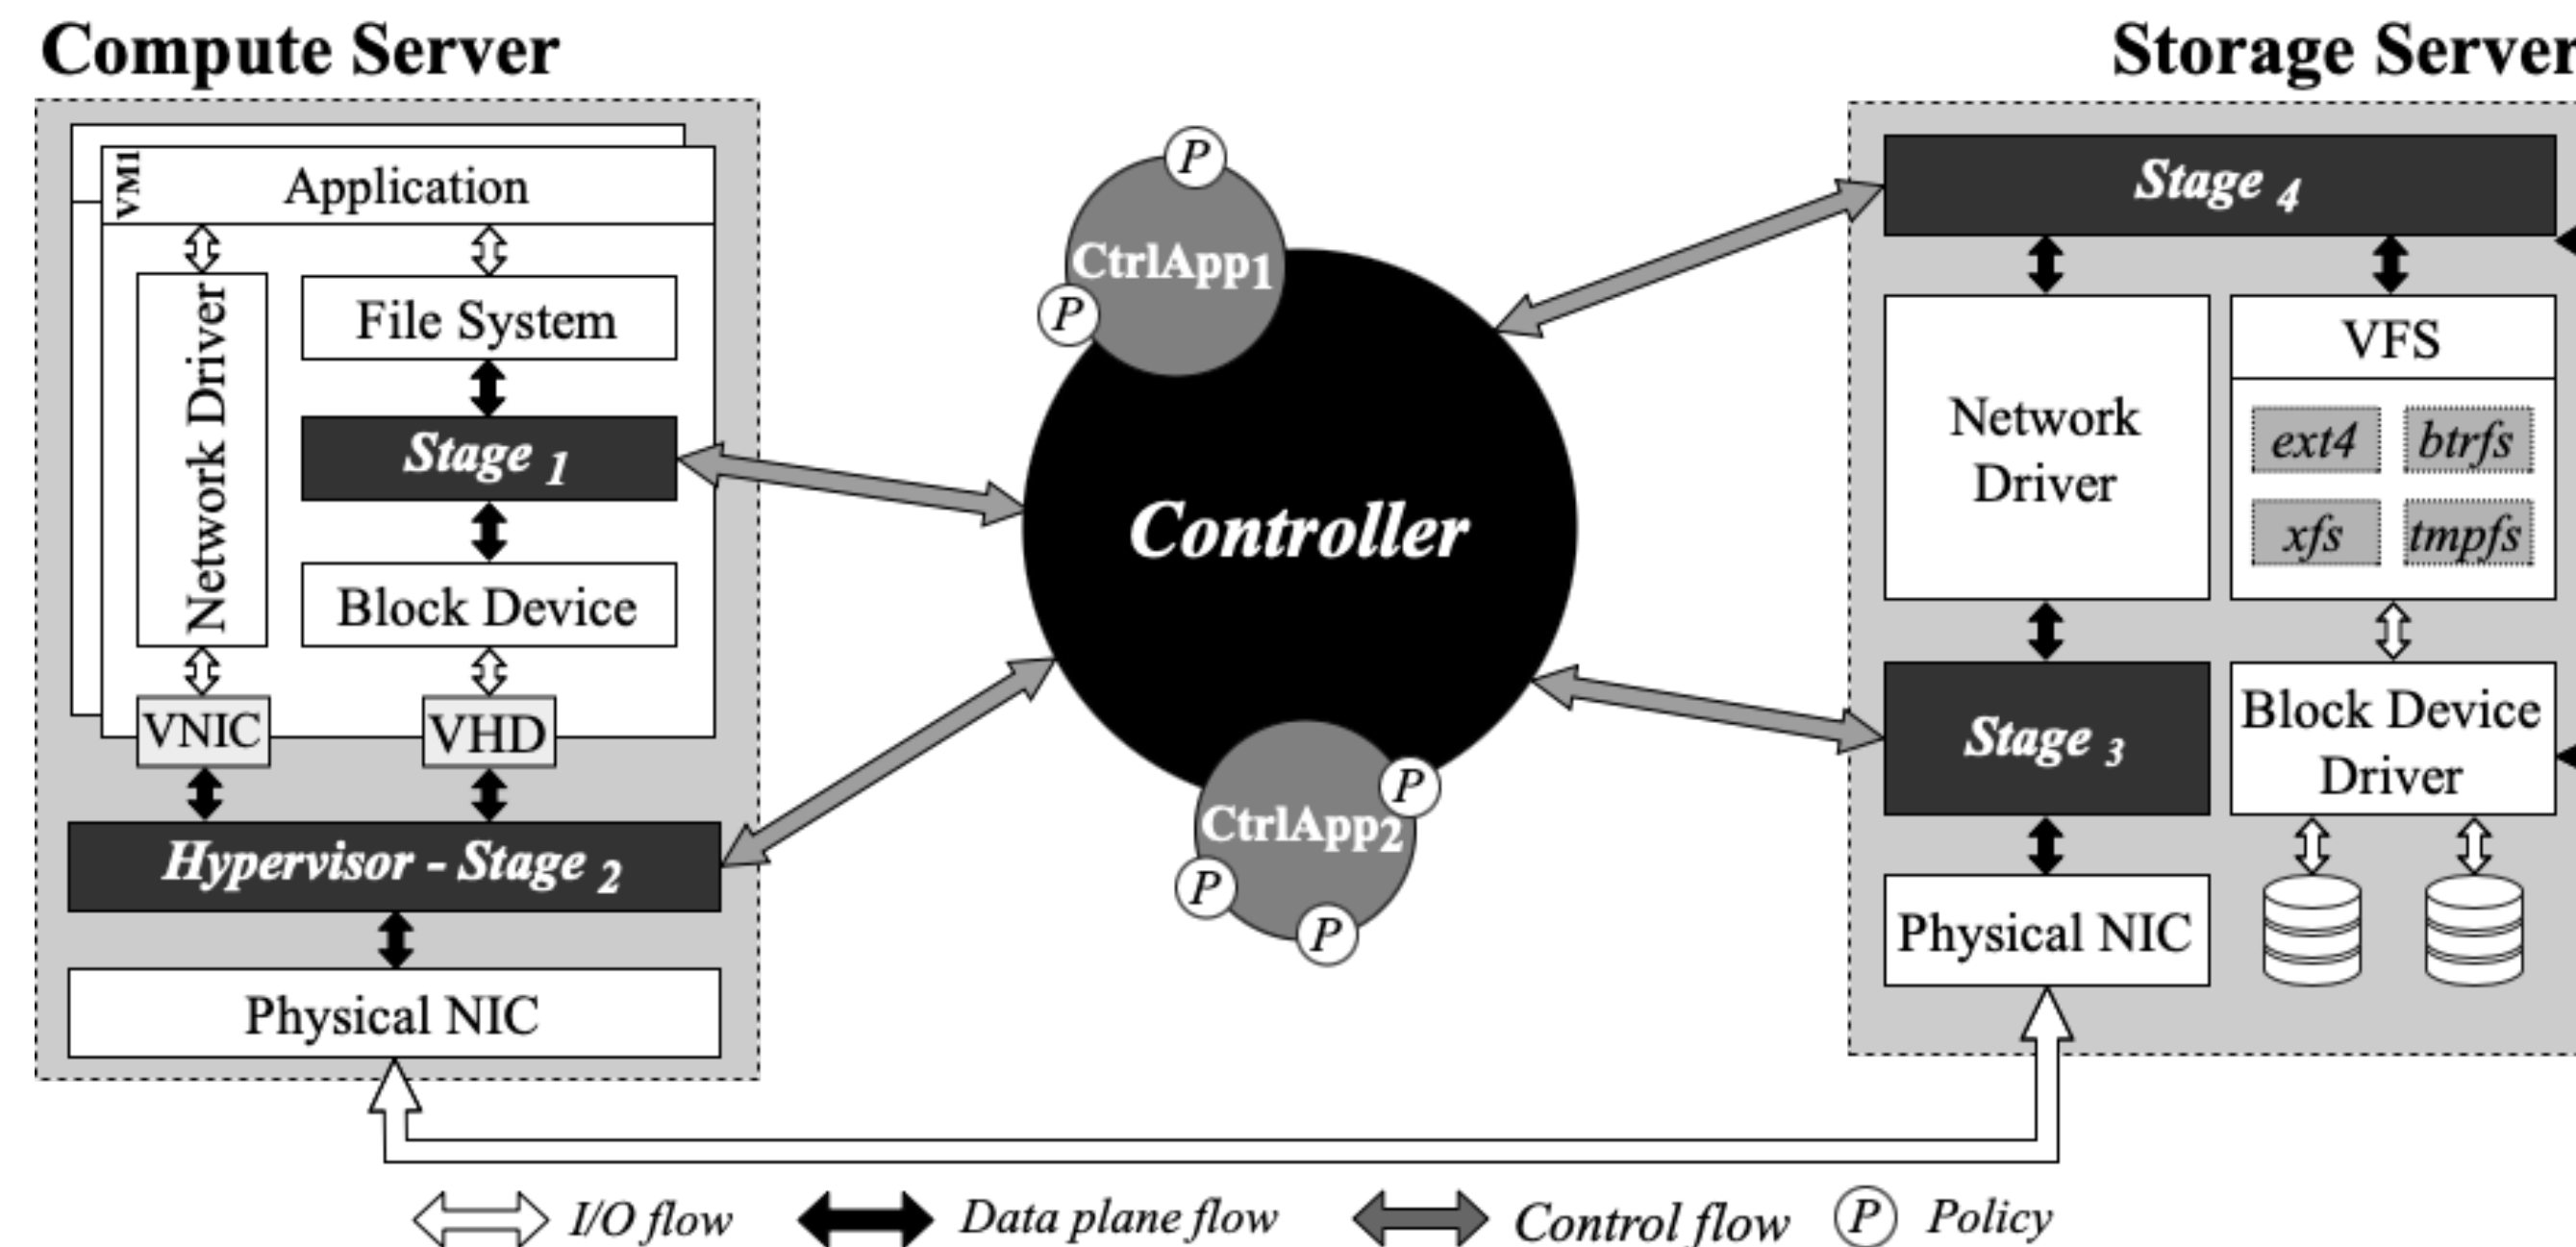 Compute Server
Storage Server
VM1
Application
Network Driver
File System
Stage 1
Block Device
VNIC
VHD
Hypervisor - Stage 2
Physical NIC
P
CtrlApp1
P
Controller
CtrlApp2
P
P
P
Stage 4
Network
Driver
VFS
ext4
btrfs
xfs
tmpfs
Stage 3
Block Device
Driver
Physical NIC
I/O flow
Data plane flow
Control flow
P Policy